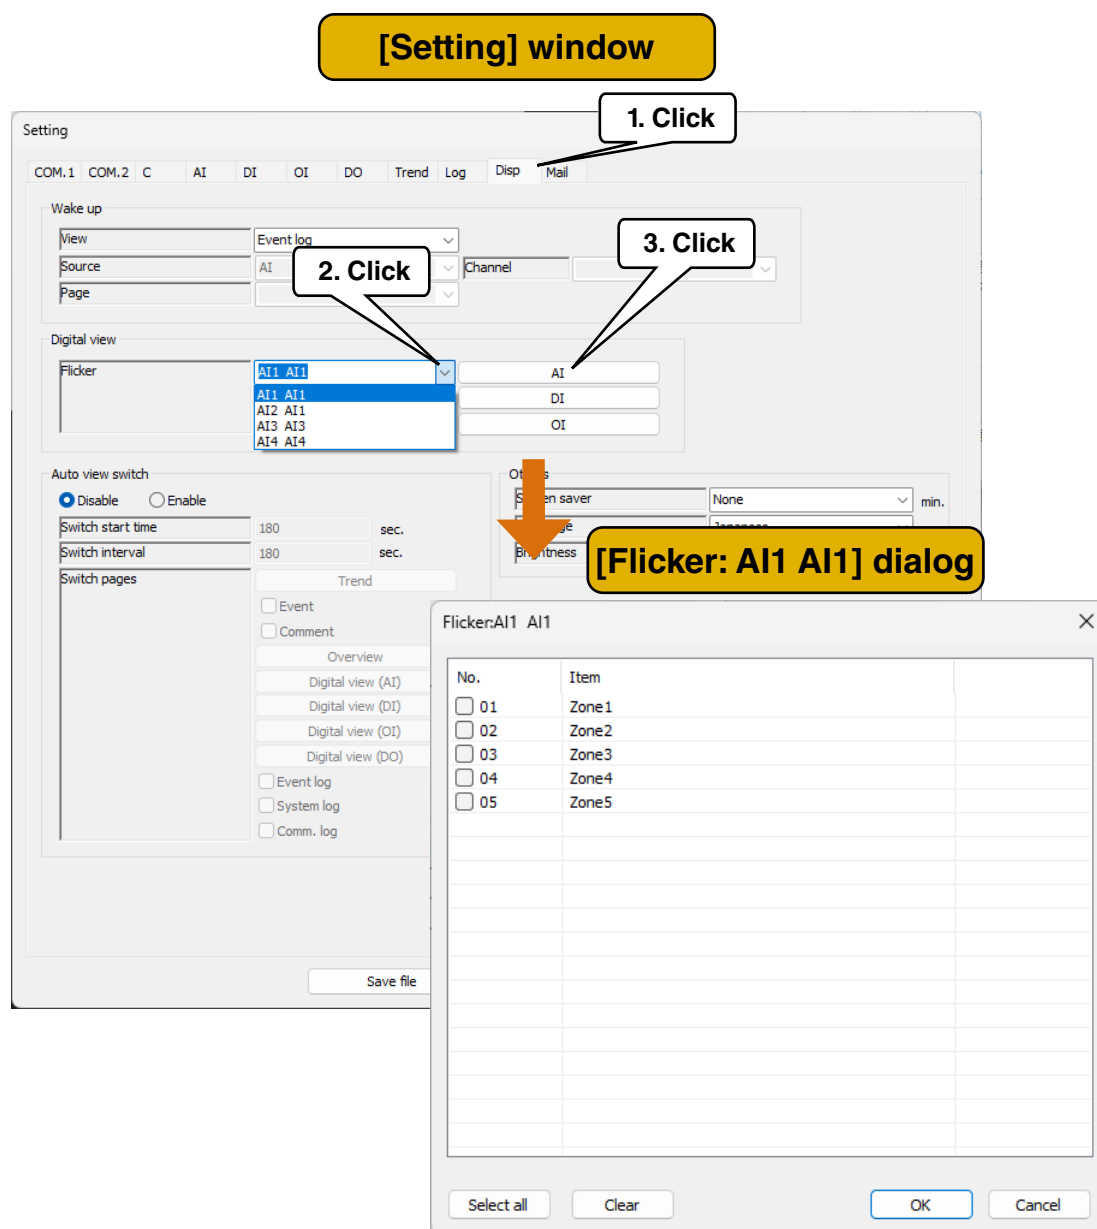 [Setting] window
1. Click
Setting
COM.1 COM.2 C AI DI OI DO Trend Log Disp Mail
Wake up
View Event log
3. Click
Source AI Channel
2. Click
Page
Digital view
Flicker AI1 AI1 AI
AI1 AI1 DI
AI2 AI1
AI3 AI3 OI
AI4 AI4
Auto view switch
Disable Enable
Screen saver None min.
Switch start time 180 sec.
Switch interval 180 sec.
Brightness
[Flicker: AI1 AI1] dialog
Switch pages Trend
Event
Comment
Overview
Digital view (AI)
Digital view (DI)
Digital view (OI)
Digital view (DO)
Event log
System log
Comm. log
Save file
Flicker:AI1 AI1
No. Item
01 Zone1
02 Zone2
03 Zone3
04 Zone4
05 Zone5
Select all Clear OK Cancel